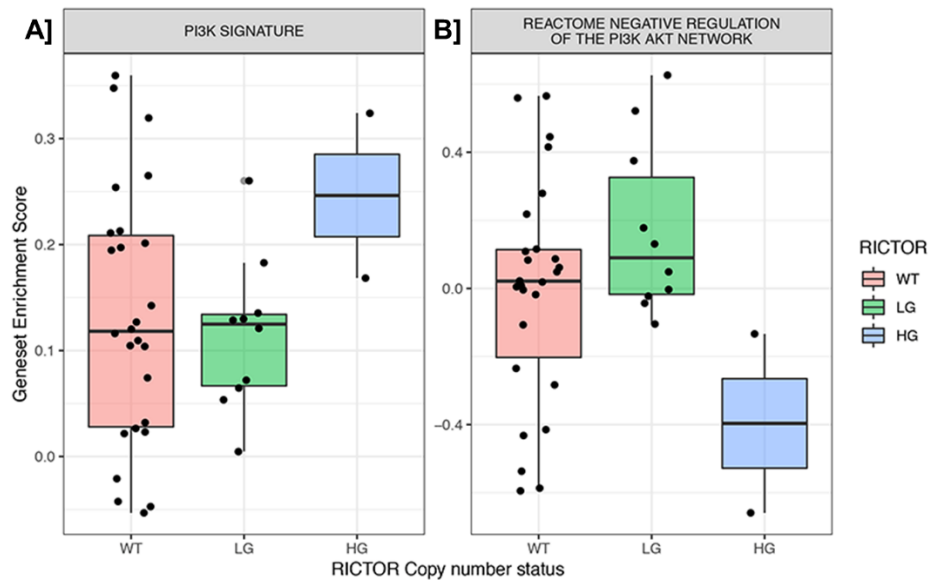 A]
PI3K SIGNATURE
B]
REACTOME NEGATIVE REGULATION
OF THE PI3K AKT NETWORK
Geneset Enrichment Score
0.3
0.2
0.1
0.0
0.4
0.0
−0.4
WT
LG
HG
WT
LG
HG
RICTOR Copy number status
RICTOR
WT
LG
HG